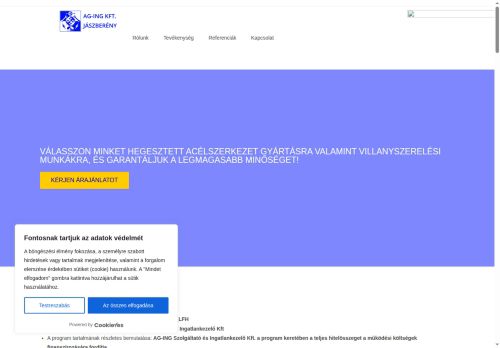 AG-ING KFT.
JÁSZBERÉNY
Rólunk Tevékenység Referenciák Kapcsolat
VÁLASSZON MINKET HEGESZTETT ACÉLSZERKEZET GYÁRTÁSRA VALAMINT VILLANYSZERELÉSI
MUNKÁKRA, ÉS GARANTÁLJUK A LEGMAGASABB MINŐSÉGET!
KÉRJEN ÁRAJÁNLATOT
Fontosnak tartjuk az adatok védelmét
A böngészési élmény fokozása, a személyre szabott
hirdetések vagy tartalmak megjelenítése, valamint a forgalom
elemzése érdekében sütiket (cookie) használunk. A "Mindet
elfogadom" gombra kattintva hozzájárulhat a sütik
használatához.
Testreszabás Az összes elfogadása
Powered by CookieYes
LFH
Ingatlankezelő Kft
A program tartalmának részletes bemutatása: AG-ING Szolgáltató és Ingatlankezelő Kft. a program keretében a teljes hitelösszeget a működési költségek
finanszírozására fordítja